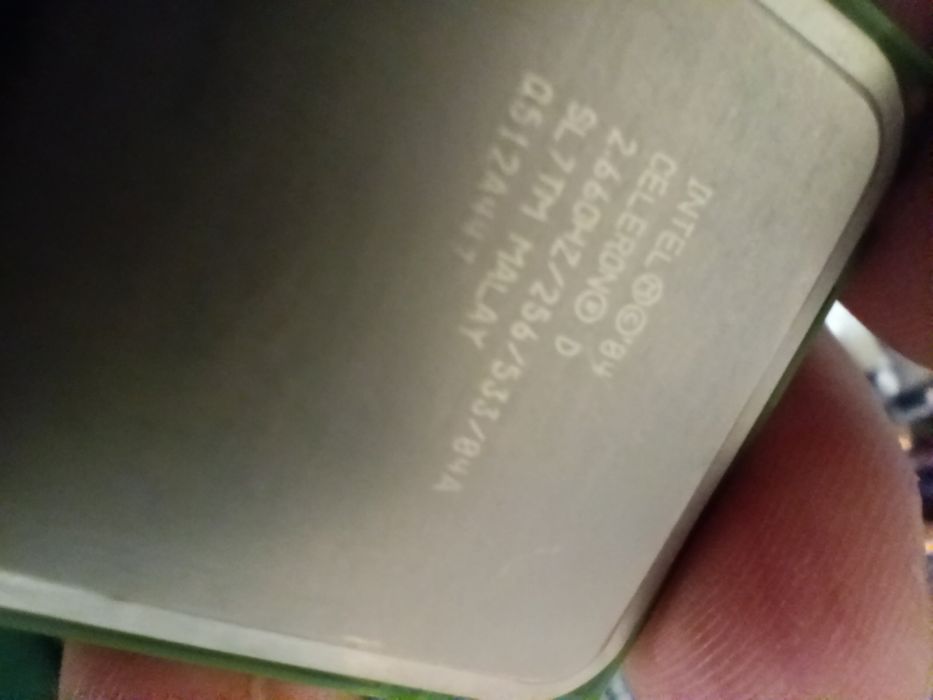 INTEL Ⓜ©'04
CELERON® D
2.66GHZ/256/533/04A
SL7TM MALAY
Q512A447